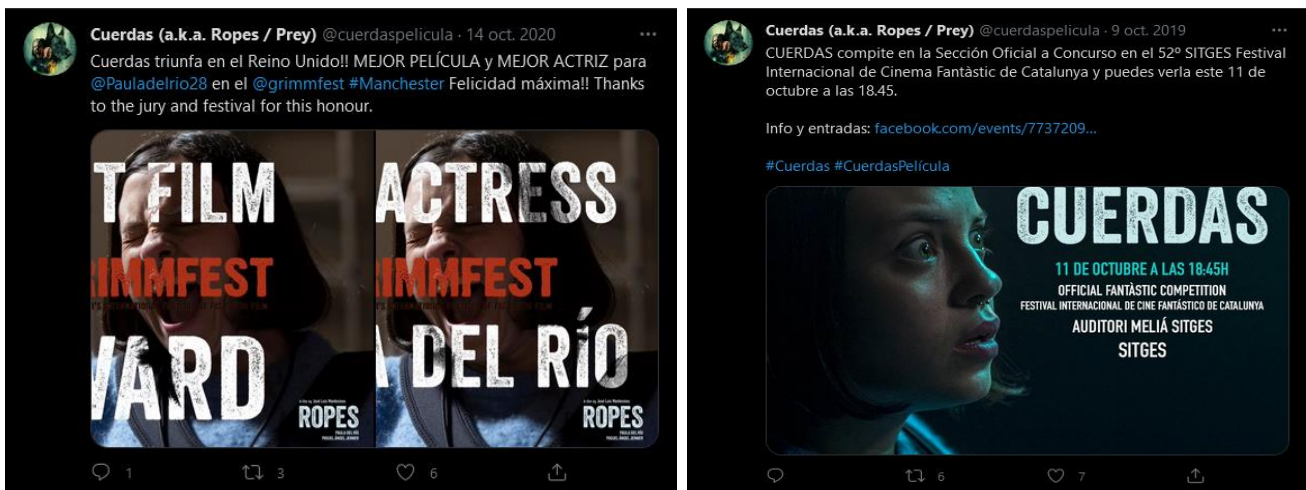 Cuerdas (a.k.a. Ropes / Prey) @cuerdaspelicula · 14 oct. 2020
Cuerdas triunfa en el Reino Unido!! MEJOR PELÍCULA y MEJOR ACTRIZ para
@Pauladelrio28 en el @grimmfest #Manchester Felicidad máxima!! Thanks
to the jury and festival for this honour.
T FILM
RIMMFEST
WARD
ROPES
ACTRESS
RIMMFEST
A DEL RÍO
ROPES
1 3 6
Cuerdas (a.k.a. Ropes / Prey) @cuerdaspelicula · 9 oct. 2019
CUERDAS compite en la Sección Oficial a Concurso en el 52º SITGES Festival
Internacional de Cinema Fantàstic de Catalunya y puedes verla este 11 de
octubre a las 18.45.
Info y entradas: facebook.com/events/7737209...
#Cuerdas #CuerdasPelícula
CUERDAS
11 DE OCTUBRE A LAS 18:45H
OFFICIAL FANTÀSTIC COMPETITION
FESTIVAL INTERNACIONAL DE CINE FANTÁSTICO DE CATALUNYA
AUDITORI MELIÁ SITGES
SITGES
6 7